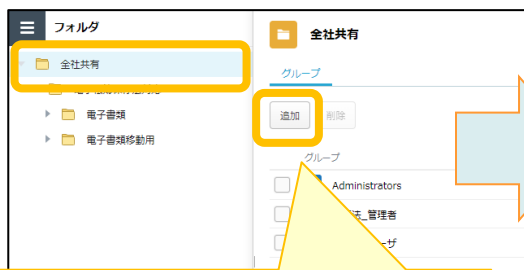 フォルダ
全社共有
電子書類
電子書類移動用
全社共有
グループ
追加 削除
グループ
Administrators
法_管理者
ーザ